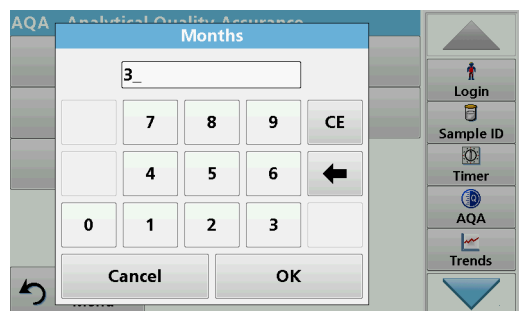 AQA - Analytical Quality Assurance
Months
3_
7 8 9 CE
4 5 6
0 1 2 3
Cancel OK
Menu
Login
Sample ID
Timer
AQA
Trends